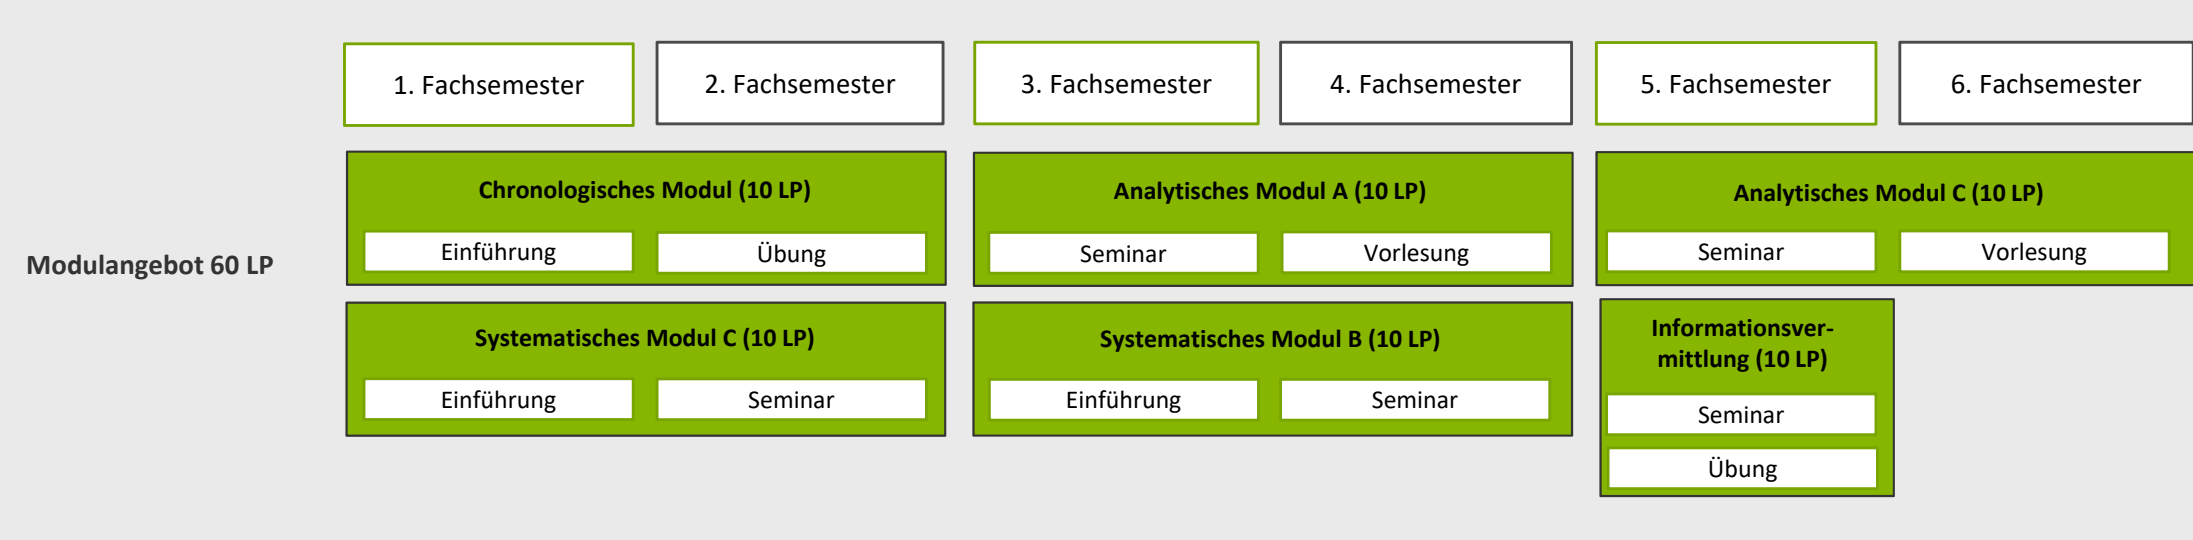 1. Fachsemester
2. Fachsemester
3. Fachsemester
4. Fachsemester
5. Fachsemester
6. Fachsemester
Modulangebot 60 LP
Chronologisches Modul (10 LP)
Einführung
Übung
Analytisches Modul A (10 LP)
Seminar
Vorlesung
Analytisches Modul C (10 LP)
Seminar
Vorlesung
Systematisches Modul C (10 LP)
Einführung
Seminar
Systematisches Modul B (10 LP)
Einführung
Seminar
Informationsver-
mittlung (10 LP)
Seminar
Übung